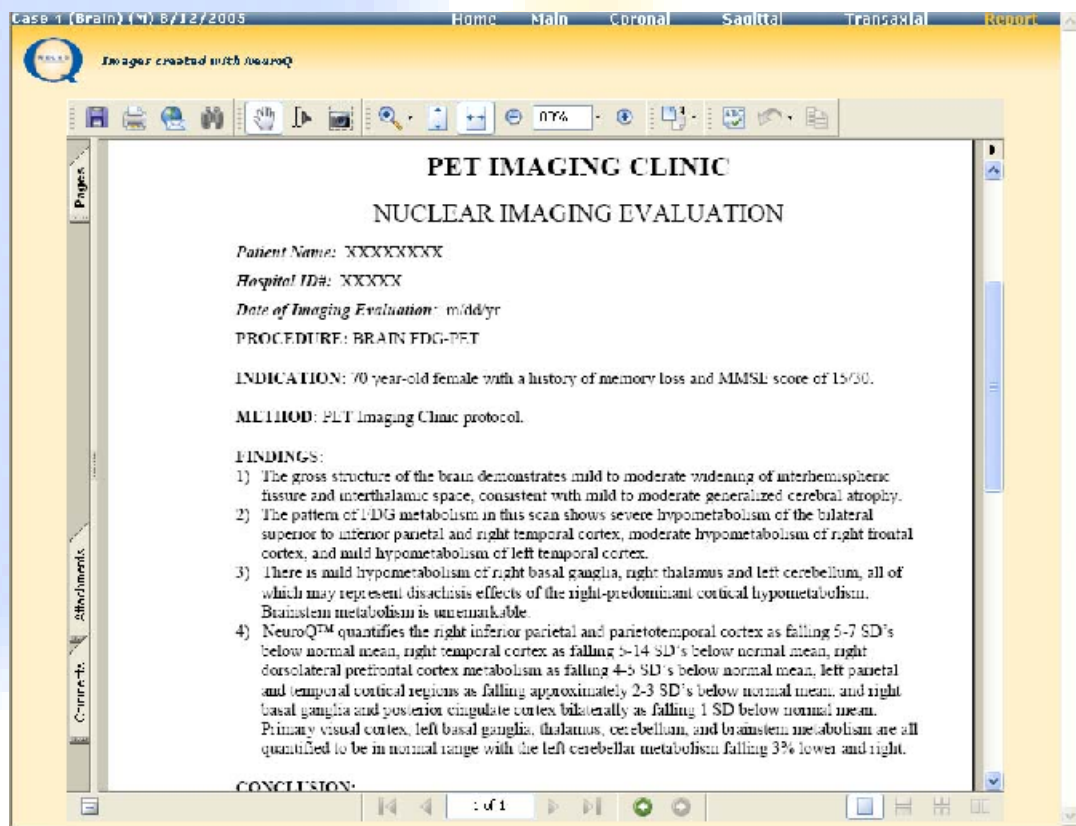 Case 1 (Brain) (M) 8/12/2005 Home Main Coronal Sagittal Transaxial Report
Images created with NeuroQ
Pages
PET IMAGING CLINIC
NUCLEAR IMAGING EVALUATION
Patient Name: XXXXXXXX
Hospital ID#: XXXXX
Date of Imaging Evaluation: m/dd/yr
PROCEDURE: BRAIN FDG-PET
INDICATION: 70 year-old female with a history of memory loss and MMSE score of 15/30.
METHOD: PET Imaging Clinic protocol.
FINDINGS:
1) The gross structure of the brain demonstrates mild to moderate widening of interhemispheric
fissure and interthalamic space, consistent with mild to moderate generalized cerebral atrophy.
2) The pattern of FDG metabolism in this scan shows severe hypometabolism of the bilateral
superior to inferior parietal and right temporal cortex, moderate hypometabolism of right frontal
cortex, and mild hypometabolism of left temporal cortex.
3) There is mild hypometabolism of right basal ganglia, right thalamus and left cerebellum, all of
which may represent disachisis effects of the right-predominant cortical hypometabolism.
Brainstem metabolism is unremarkable.
4) NeuroQ™ quantifies the right inferior parietal and parietotemporal cortex as falling 5-7 SD's
below normal mean, right temporal cortex as falling 5-14 SD's below normal mean, right
dorsolateral prefrontal cortex metabolism as falling 4-5 SD's below normal mean, left parietal
and temporal cortical regions as falling approximately 2-3 SD's below normal mean, and right
basal ganglia and posterior cingulate cortex bilaterally as falling 1 SD below normal mean.
Primary visual cortex, left basal ganglia, thalamus, cerebellum, and brainstem metabolism are all
quantified to be in normal range with the left cerebellar metabolism falling 3% lower and right.
CONCLUSION:
Attachments
Comments
1 of 1